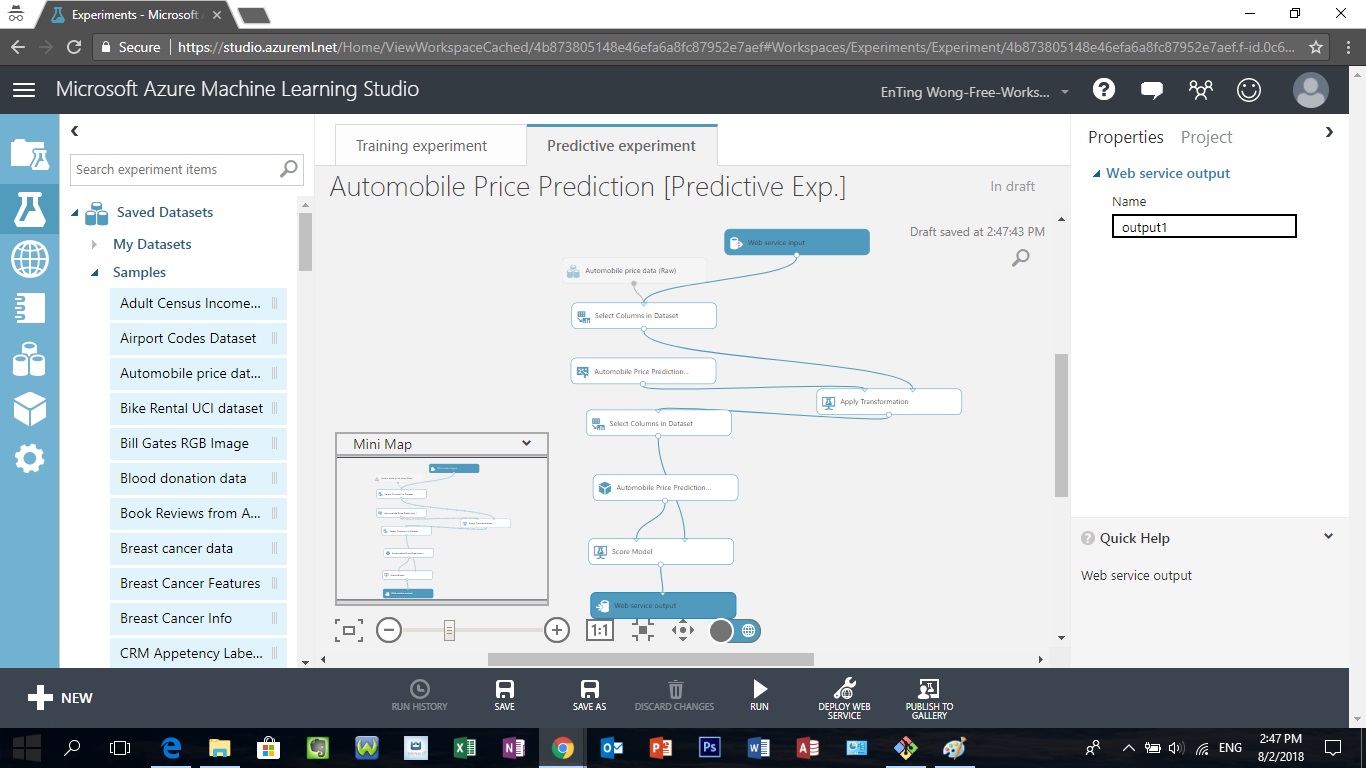 Experiments - Microsoft
Secure
https://studio.azureml.net/Home/ViewWorkspaceCached/4b873805148e46efa6a8fc87952e7aef#Workspaces/Experiments/Experiment/4b873805148e46efa6a8fc87952e7aef.f-id.0c6...
Microsoft Azure Machine Learning Studio
EnTing Wong-Free-Works...
Search experiment items
Saved Datasets
My Datasets
Samples
Adult Census Income...
Airport Codes Dataset
Automobile price dat...
Bike Rental UCI dataset
Bill Gates RGB Image
Blood donation data
Book Reviews from A...
Breast cancer data
Breast Cancer Features
Breast Cancer Info
CRM Appetency Labe...
Training experiment
Predictive experiment
Automobile Price Prediction [Predictive Exp.]
In draft
Draft saved at 2:47:43 PM
Web service input
Automobile price data (Raw)
Select Columns in Dataset
Automobile Price Prediction...
Apply Transformation
Select Columns in Dataset
Automobile Price Prediction...
Score Model
Web service output
Mini Map
1:1
Properties
Project
Web service output
Name
output1
Quick Help
Web service output
NEW
RUN HISTORY
SAVE
SAVE AS
DISCARD CHANGES
RUN
DEPLOY WEB
SERVICE
PUBLISH TO
GALLERY
ENG
2:47 PM
8/2/2018